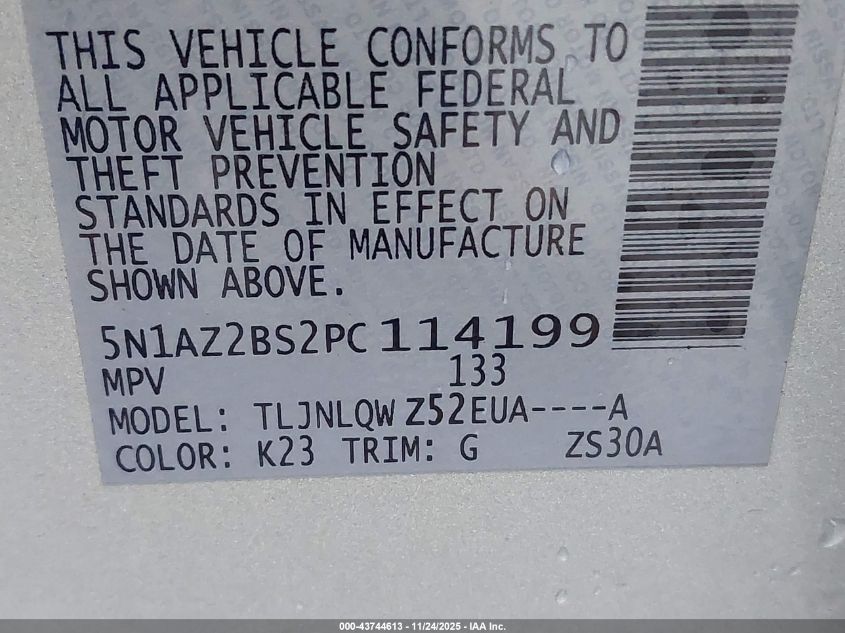 THIS VEHICLE CONFORMS TO
ALL APPLICABLE FEDERAL
MOTOR VEHICLE SAFETY AND
THEFT PREVENTION
STANDARDS IN EFFECT ON
THE DATE OF MANUFACTURE
SHOWN ABOVE.
5N1AZ2BS2PC114199
MPV 133
MODEL: TLJNLQW Z52EUA----A
COLOR: K23 TRIM: G ZS30A
000-43744613 - 11/24/2025 - IAA Inc.